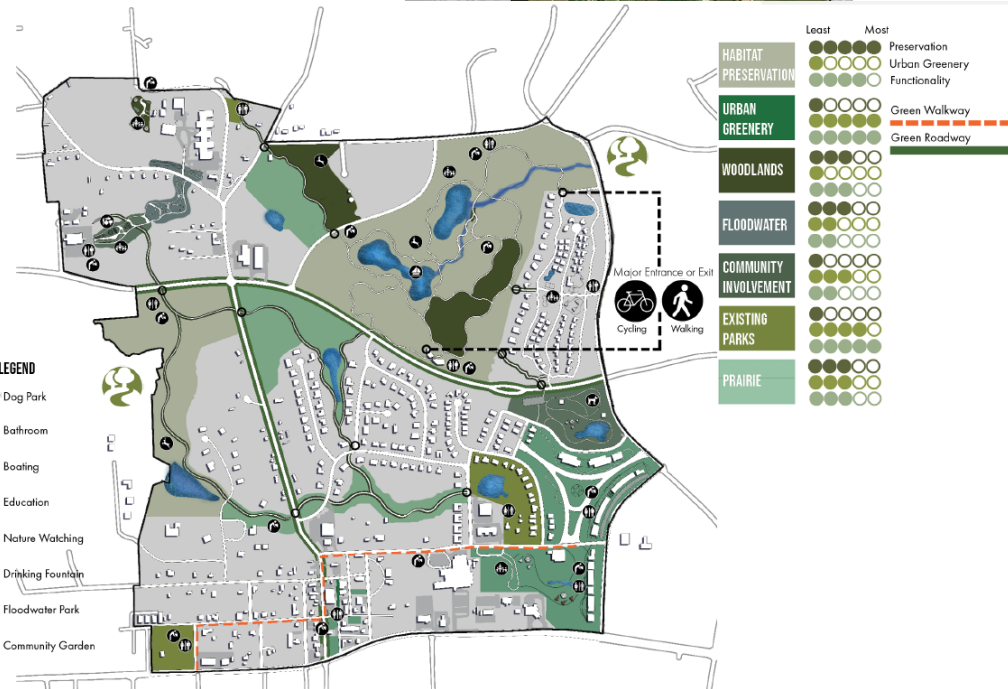 Least Most
HABITAT
PRESERVATION
Preservation
Urban Greenery
Functionality
URBAN
GREENERY
Green Walkway
Green Roadway
WOODLANDS
FLOODWATER
COMMUNITY
INVOLVEMENT
EXISTING
PARKS
PRAIRIE
Major Entrance or Exit
Cycling Walking
LEGEND
Dog Park
Bathroom
Boating
Education
Nature Watching
Drinking Fountain
Floodwater Park
Community Garden